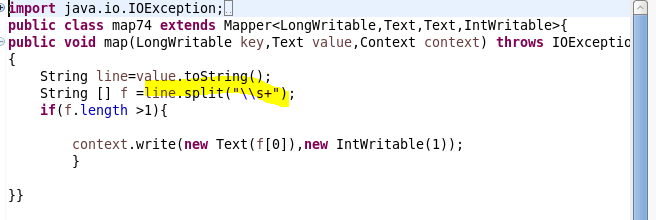 import java.io.IOException;
public class map74 extends Mapper<LongWritable,Text,Text,IntWritable>{
public void map(LongWritable key,Text value,Context context) throws IOExceptio
{
String line=value.toString();
String [] f =line.split("\\s+");
if(f.length >1){
context.write(new Text(f[0]),new IntWritable(1));
}
}}